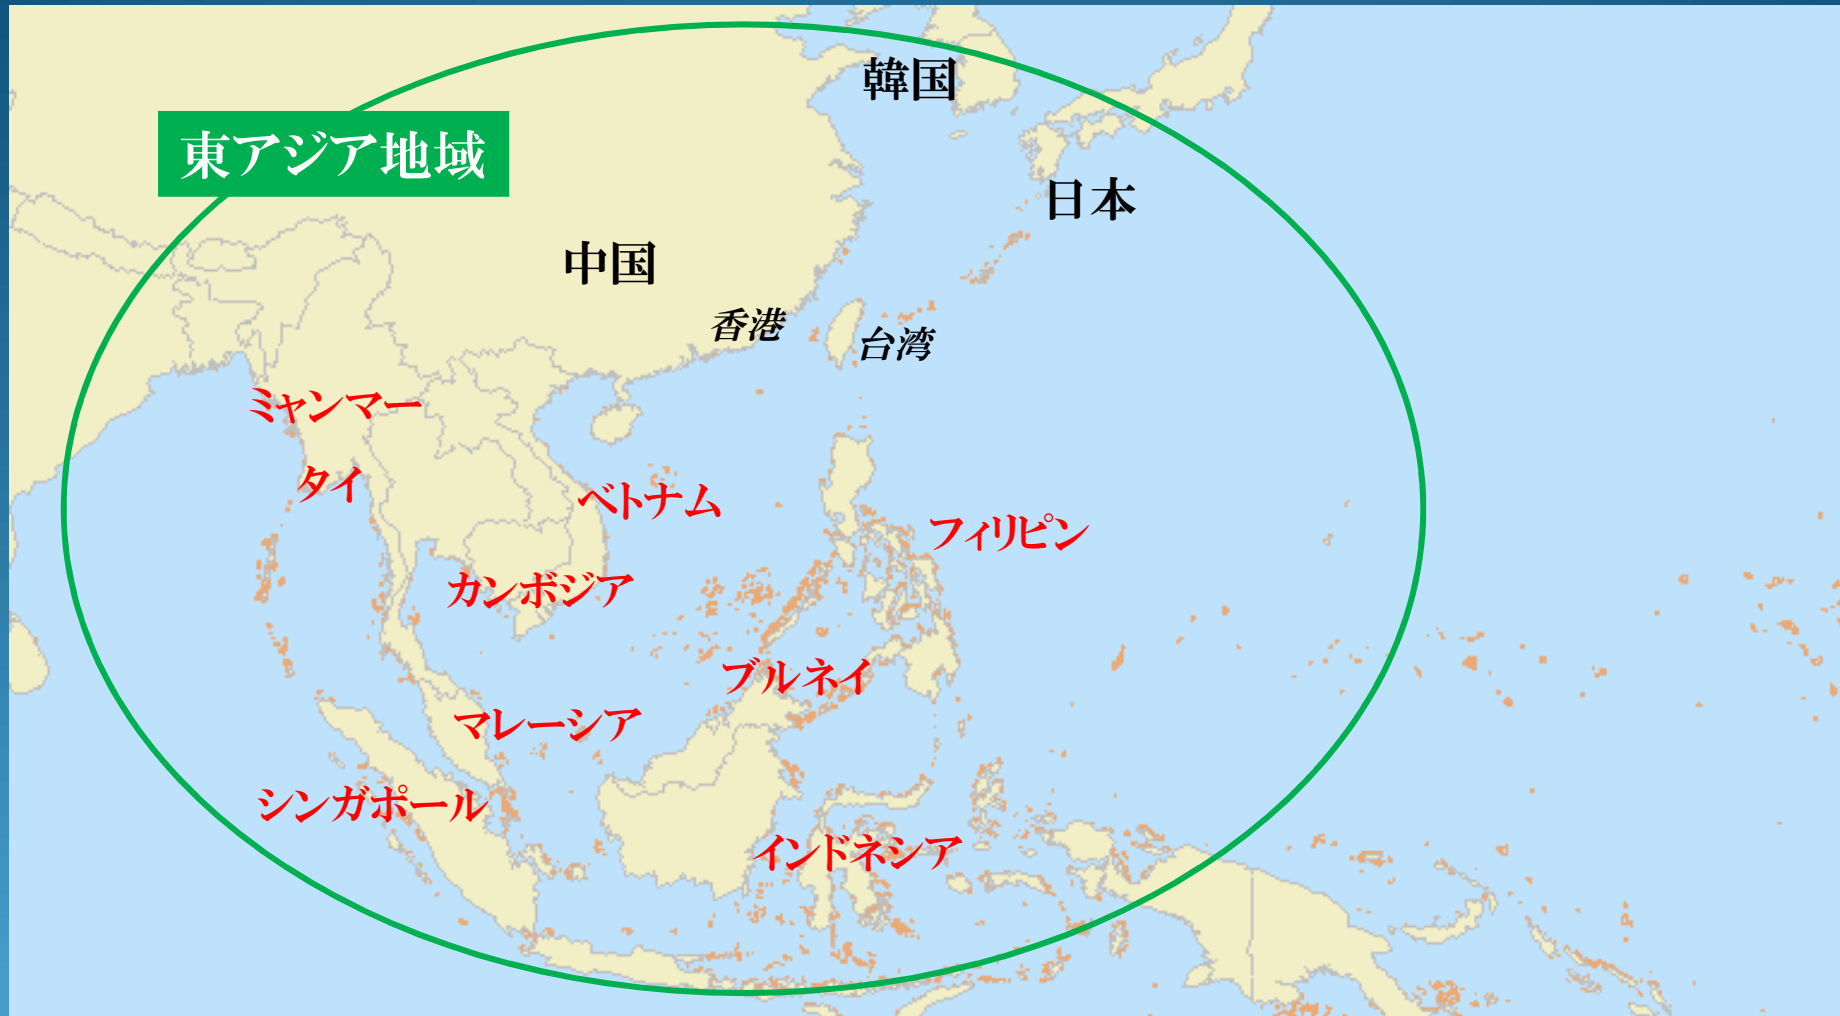 韓国
東アジア地域
日本
中国
香港
台湾
ミャンマー
タイ
ベトナム
フィリピン
カンボジア
ブルネイ
マレーシア
シンガポール
インドネシア